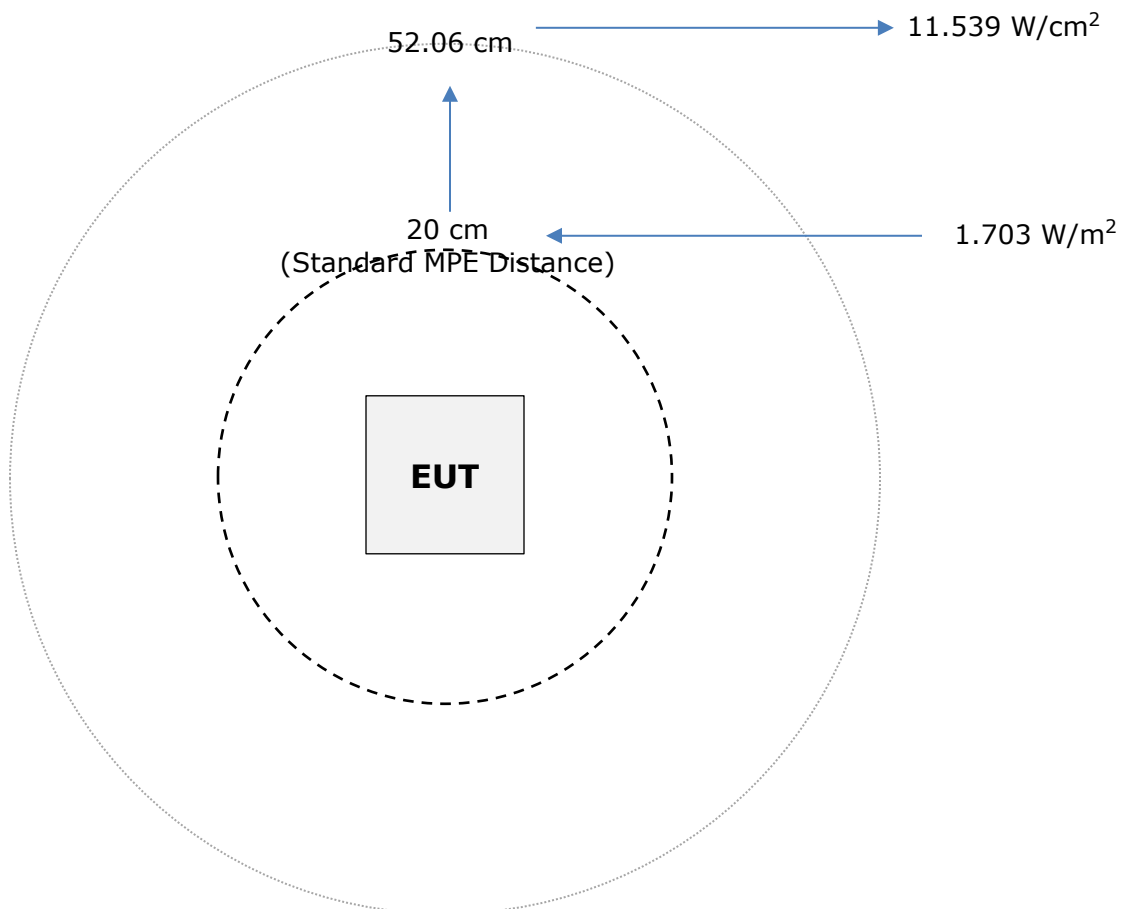 52.06 cm
11.539 W/cm²
20 cm
(Standard MPE Distance)
1.703 W/m²
EUT